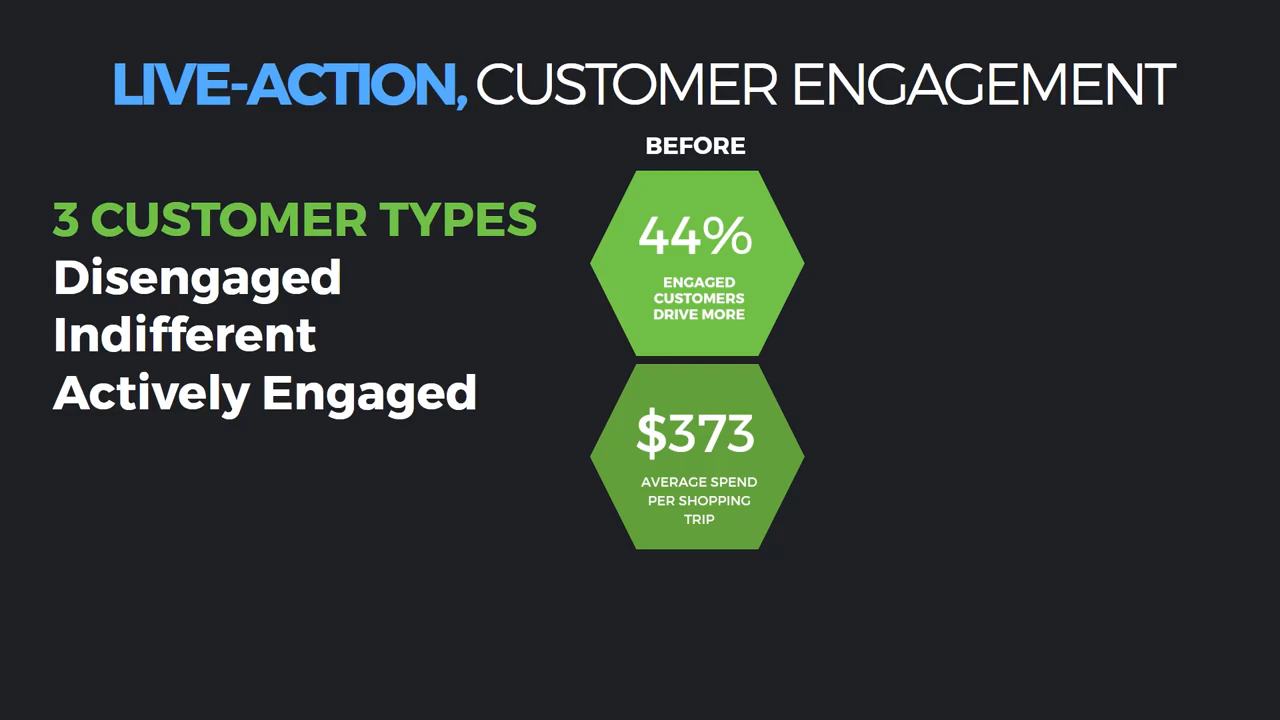 LIVE-ACTION, CUSTOMER ENGAGEMENT
3 CUSTOMER TYPES
Disengaged
Indifferent
Actively Engaged
BEFORE
44%
ENGAGED
CUSTOMERS
DRIVE MORE
$373
AVERAGE SPEND
PER SHOPPING
TRIP